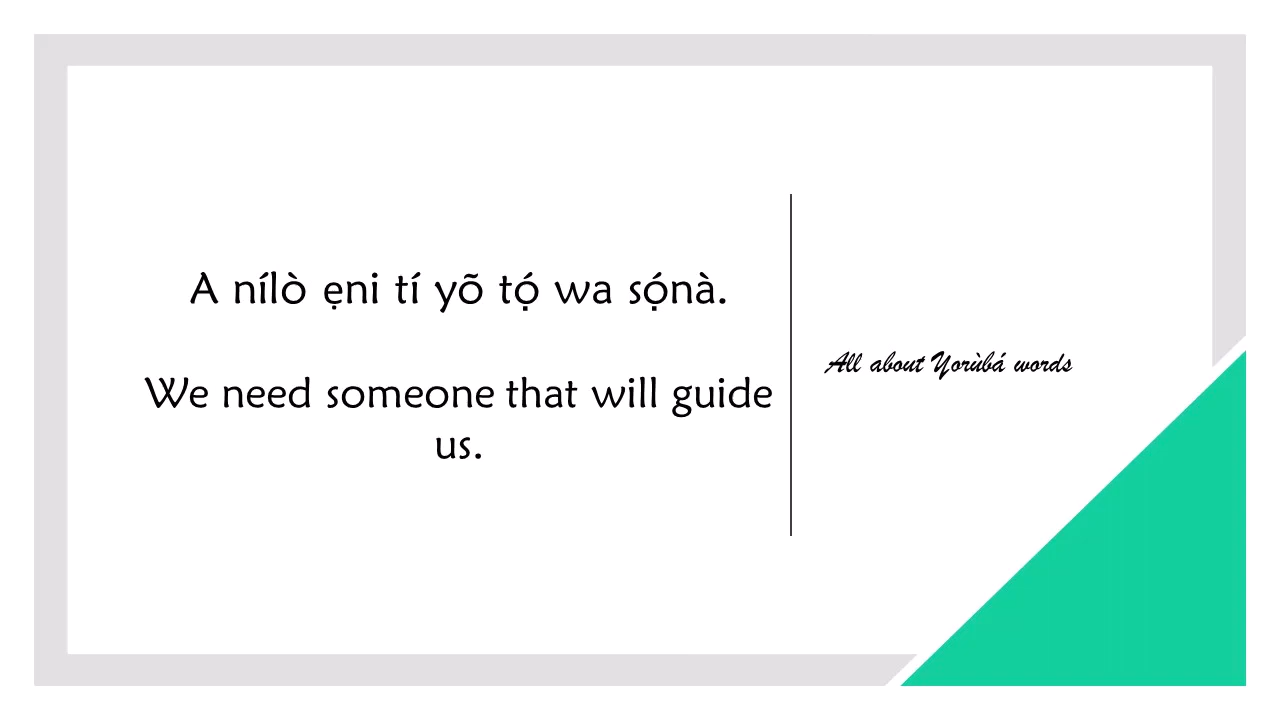 A nílò ẹni tí yõ tọ́ wa sọ́nà.
We need someone that will guide
us.
All about Yorùbá words